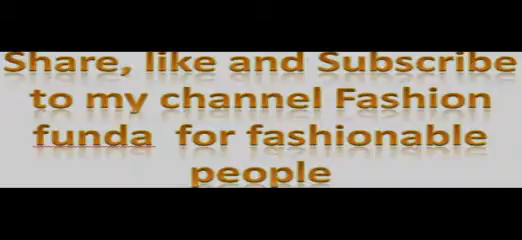 Share, like and Subscribe
to my channel Fashion
funda for fashionable
people